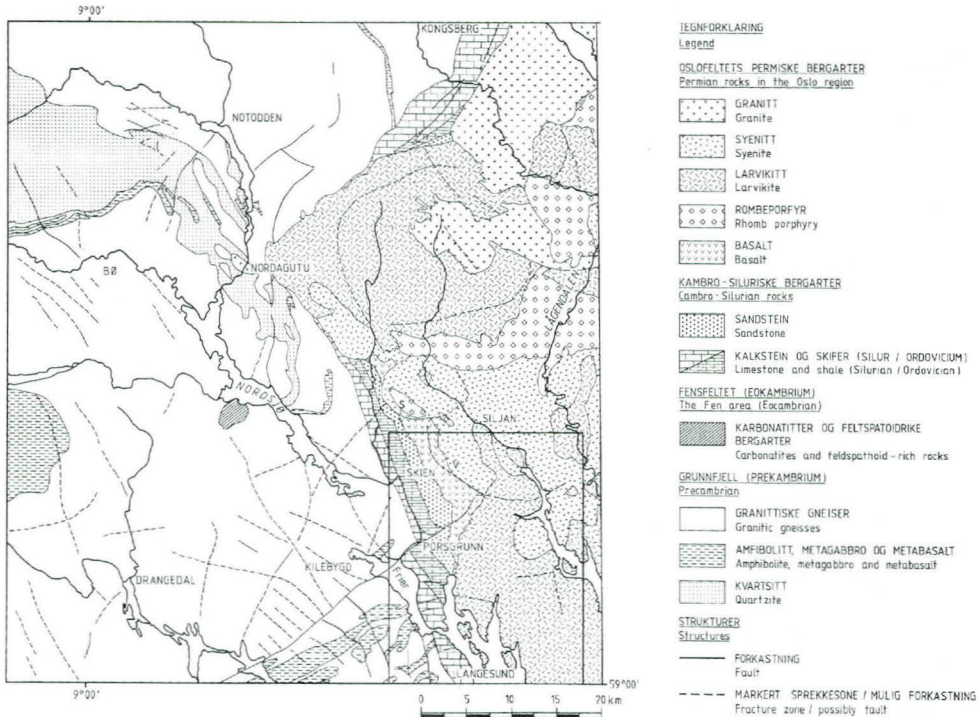 9°00'
KONGSBERG
NOTODDEN
BØ
NORDAGUTU
LÅGENDALEN
NORDSJØ
SILJAN
SKIEN
PORSGRUNN
KILEBYGD
DRANGEDAL
LANGESUND
9°00'
59°00'
0 5 10 15 20 km
TEGNFORKLARING
Legend
OSLOFELTETS PERMISKE BERGARTER
Permian rocks in the Oslo region
GRANITT
Granite
SYENITT
Syenite
LARVIKITT
Larvikite
ROMBEPORFYR
Rhomb porphyry
BASALT
Basalt
KAMBRO-SILURISKE BERGARTER
Cambro-Silurian rocks
SANDSTEIN
Sandstone
KALKSTEIN OG SKIFER (SILUR / ORDOVICIUM)
Limestone and shale (Silurian / Ordovician)
FENSFELTET (EOKAMBRIUM)
The Fen area (Eocambrian)
KARBONATITTER OG FELTSPATOIDRIKE
BERGARTER
Carbonatites and feldspathoid-rich rocks
GRUNNFJELL (PREKAMBRIUM)
Precambrian
GRANITTISKE GNEISER
Granitic gneisses
AMFIBOLITT, METAGABBRO OG METABASALT
Amphibolite, metagabbro and metabasalt
KVARTSITT
Quartzite
STRUKTURER
Structures
FORKASTNING
Fault
MARKERT SPREKKESONE / MULIG FORKASTNING
Fracture zone / possibly fault